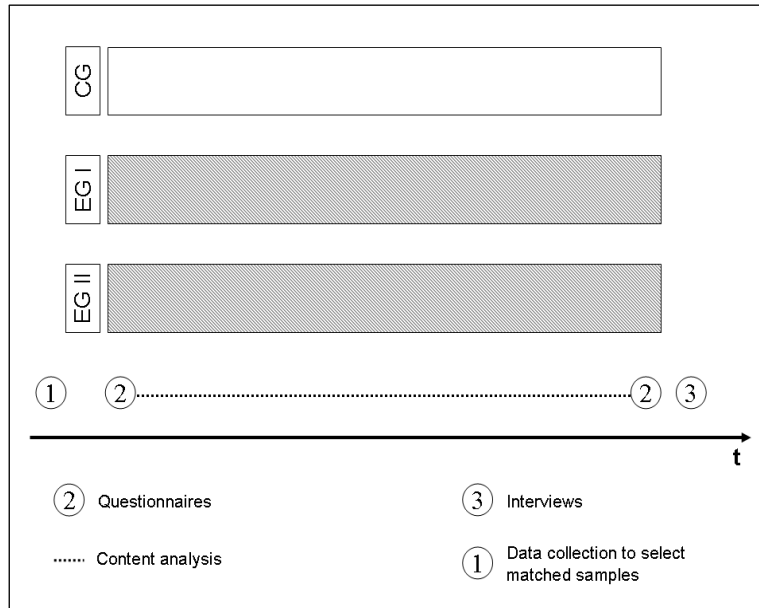 CG
EG I
EG II
1 2 2 3
t
2 Questionnaires
3 Interviews
Content analysis
1 Data collection to select
matched samples